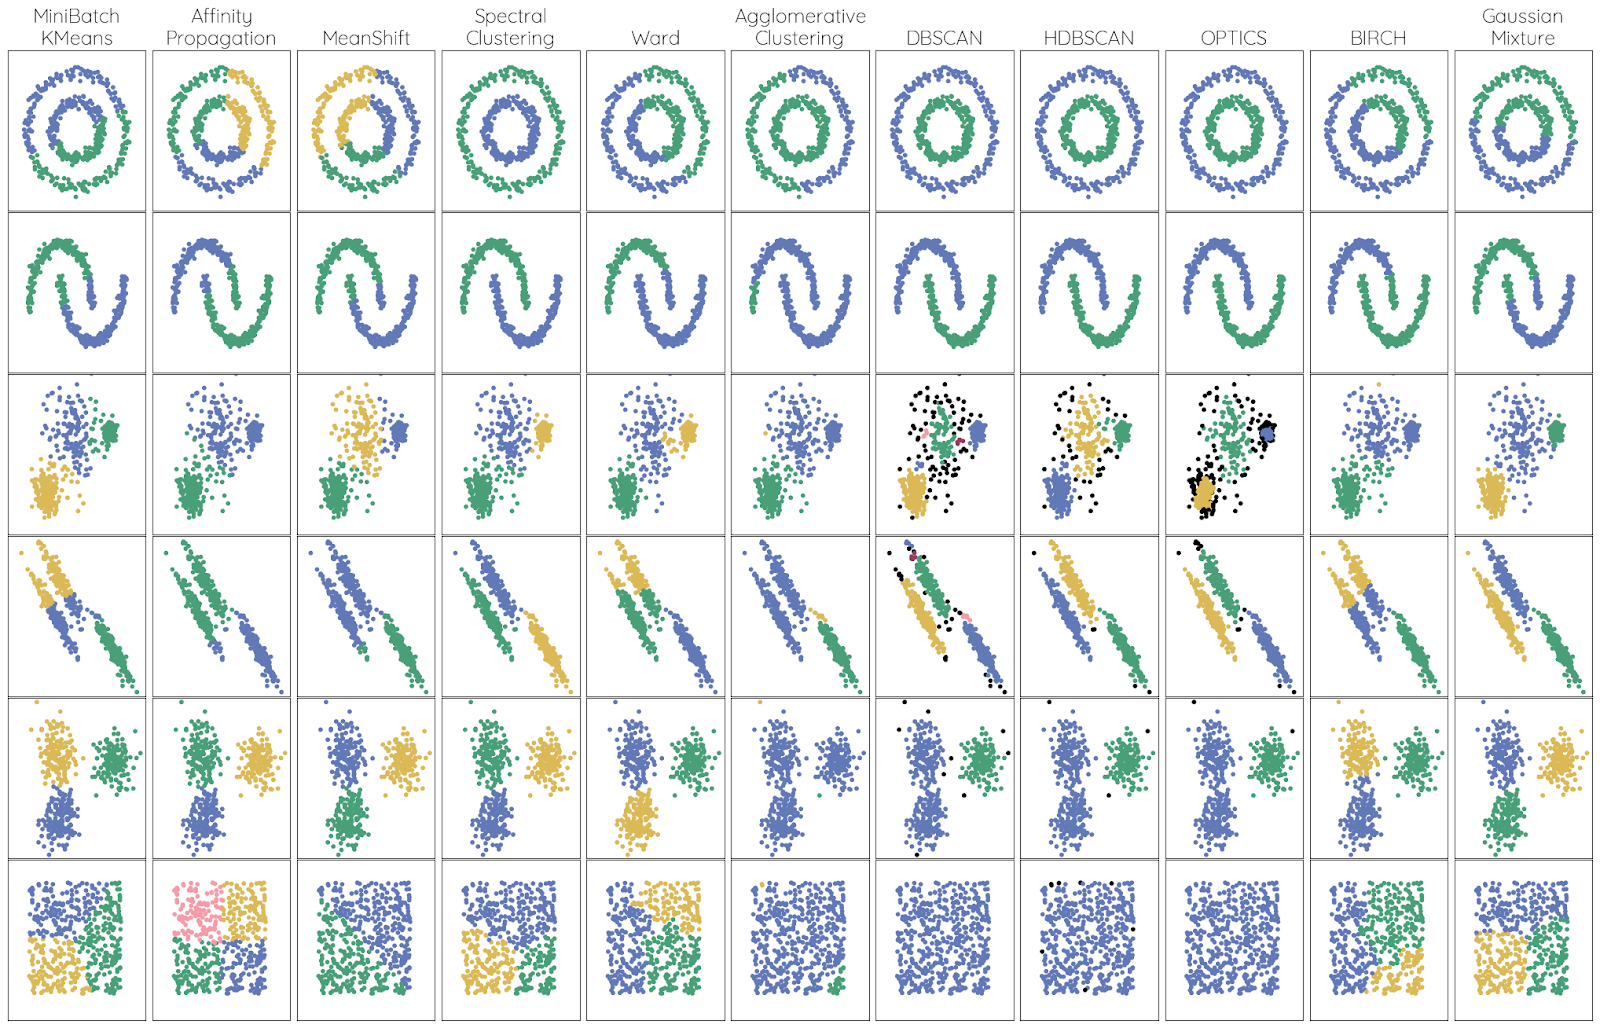 MiniBatch
KMeans
Affinity
Propagation
MeanShift
Spectral
Clustering
Ward
Agglomerative
Clustering
DBSCAN
HDBSCAN
OPTICS
BIRCH
Gaussian
Mixture